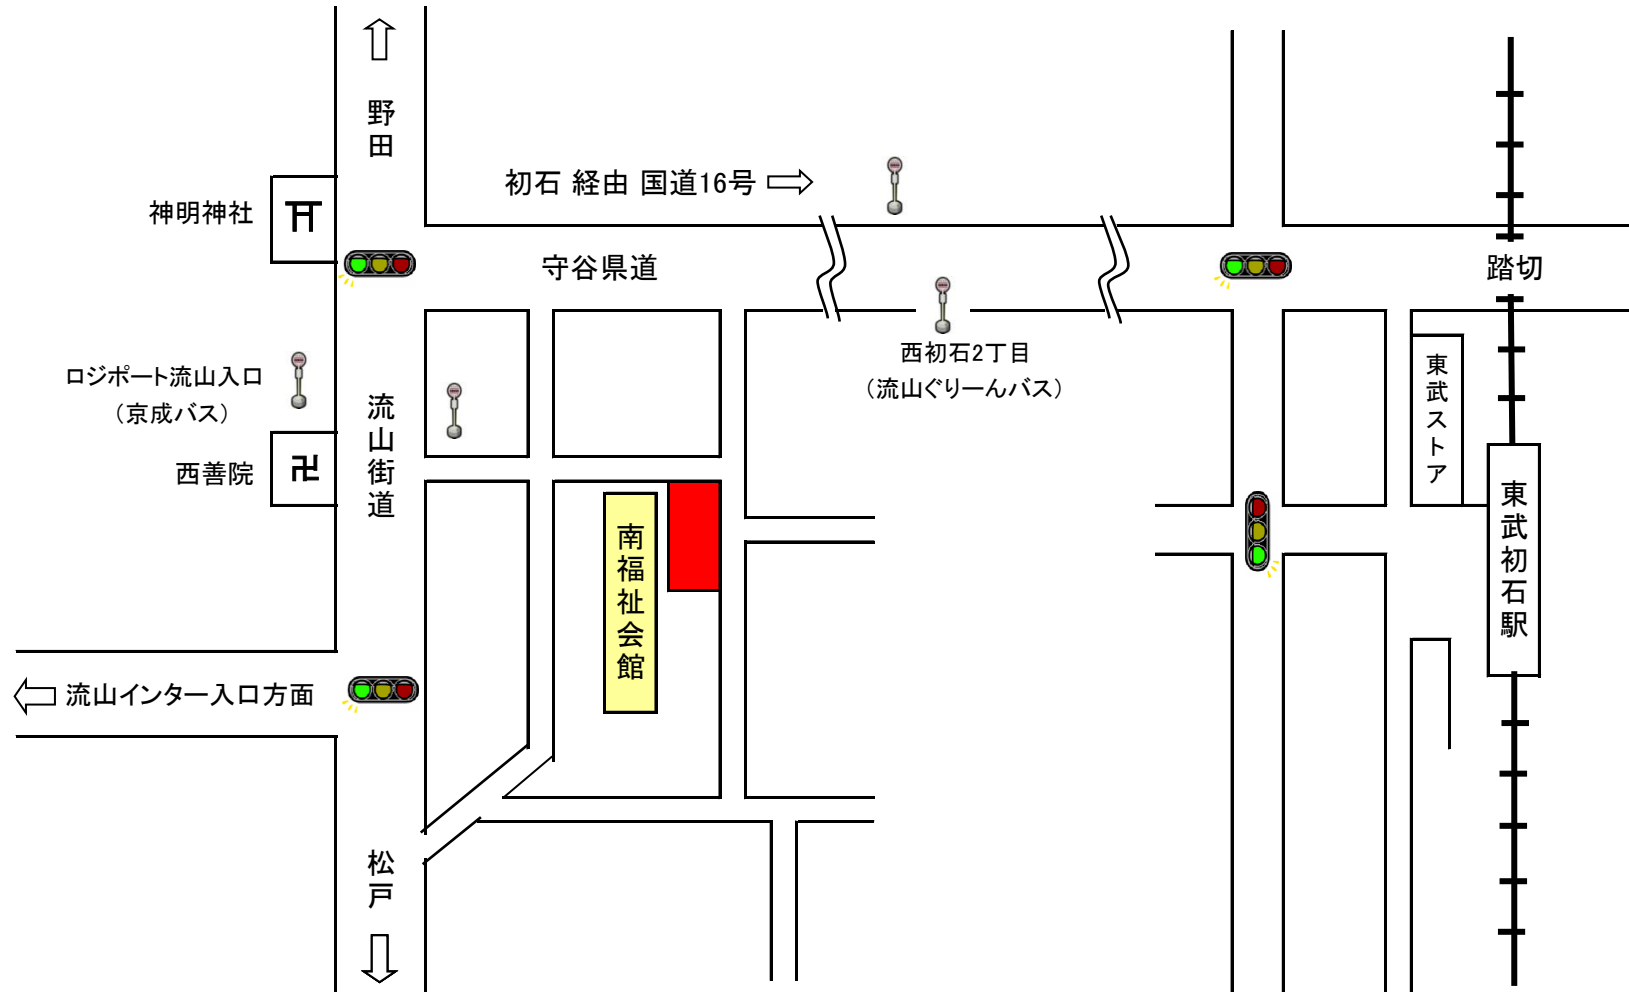 野田
初石 経由 国道16号
神明神社
守谷県道
踏切
西初石2丁目
（流山ぐりーんバス）
ロジポート流山入口
（京成バス）
流山街道
東武ストア
西善院
卍
東武初石駅
南福祉会館
流山インター入口方面
松戸